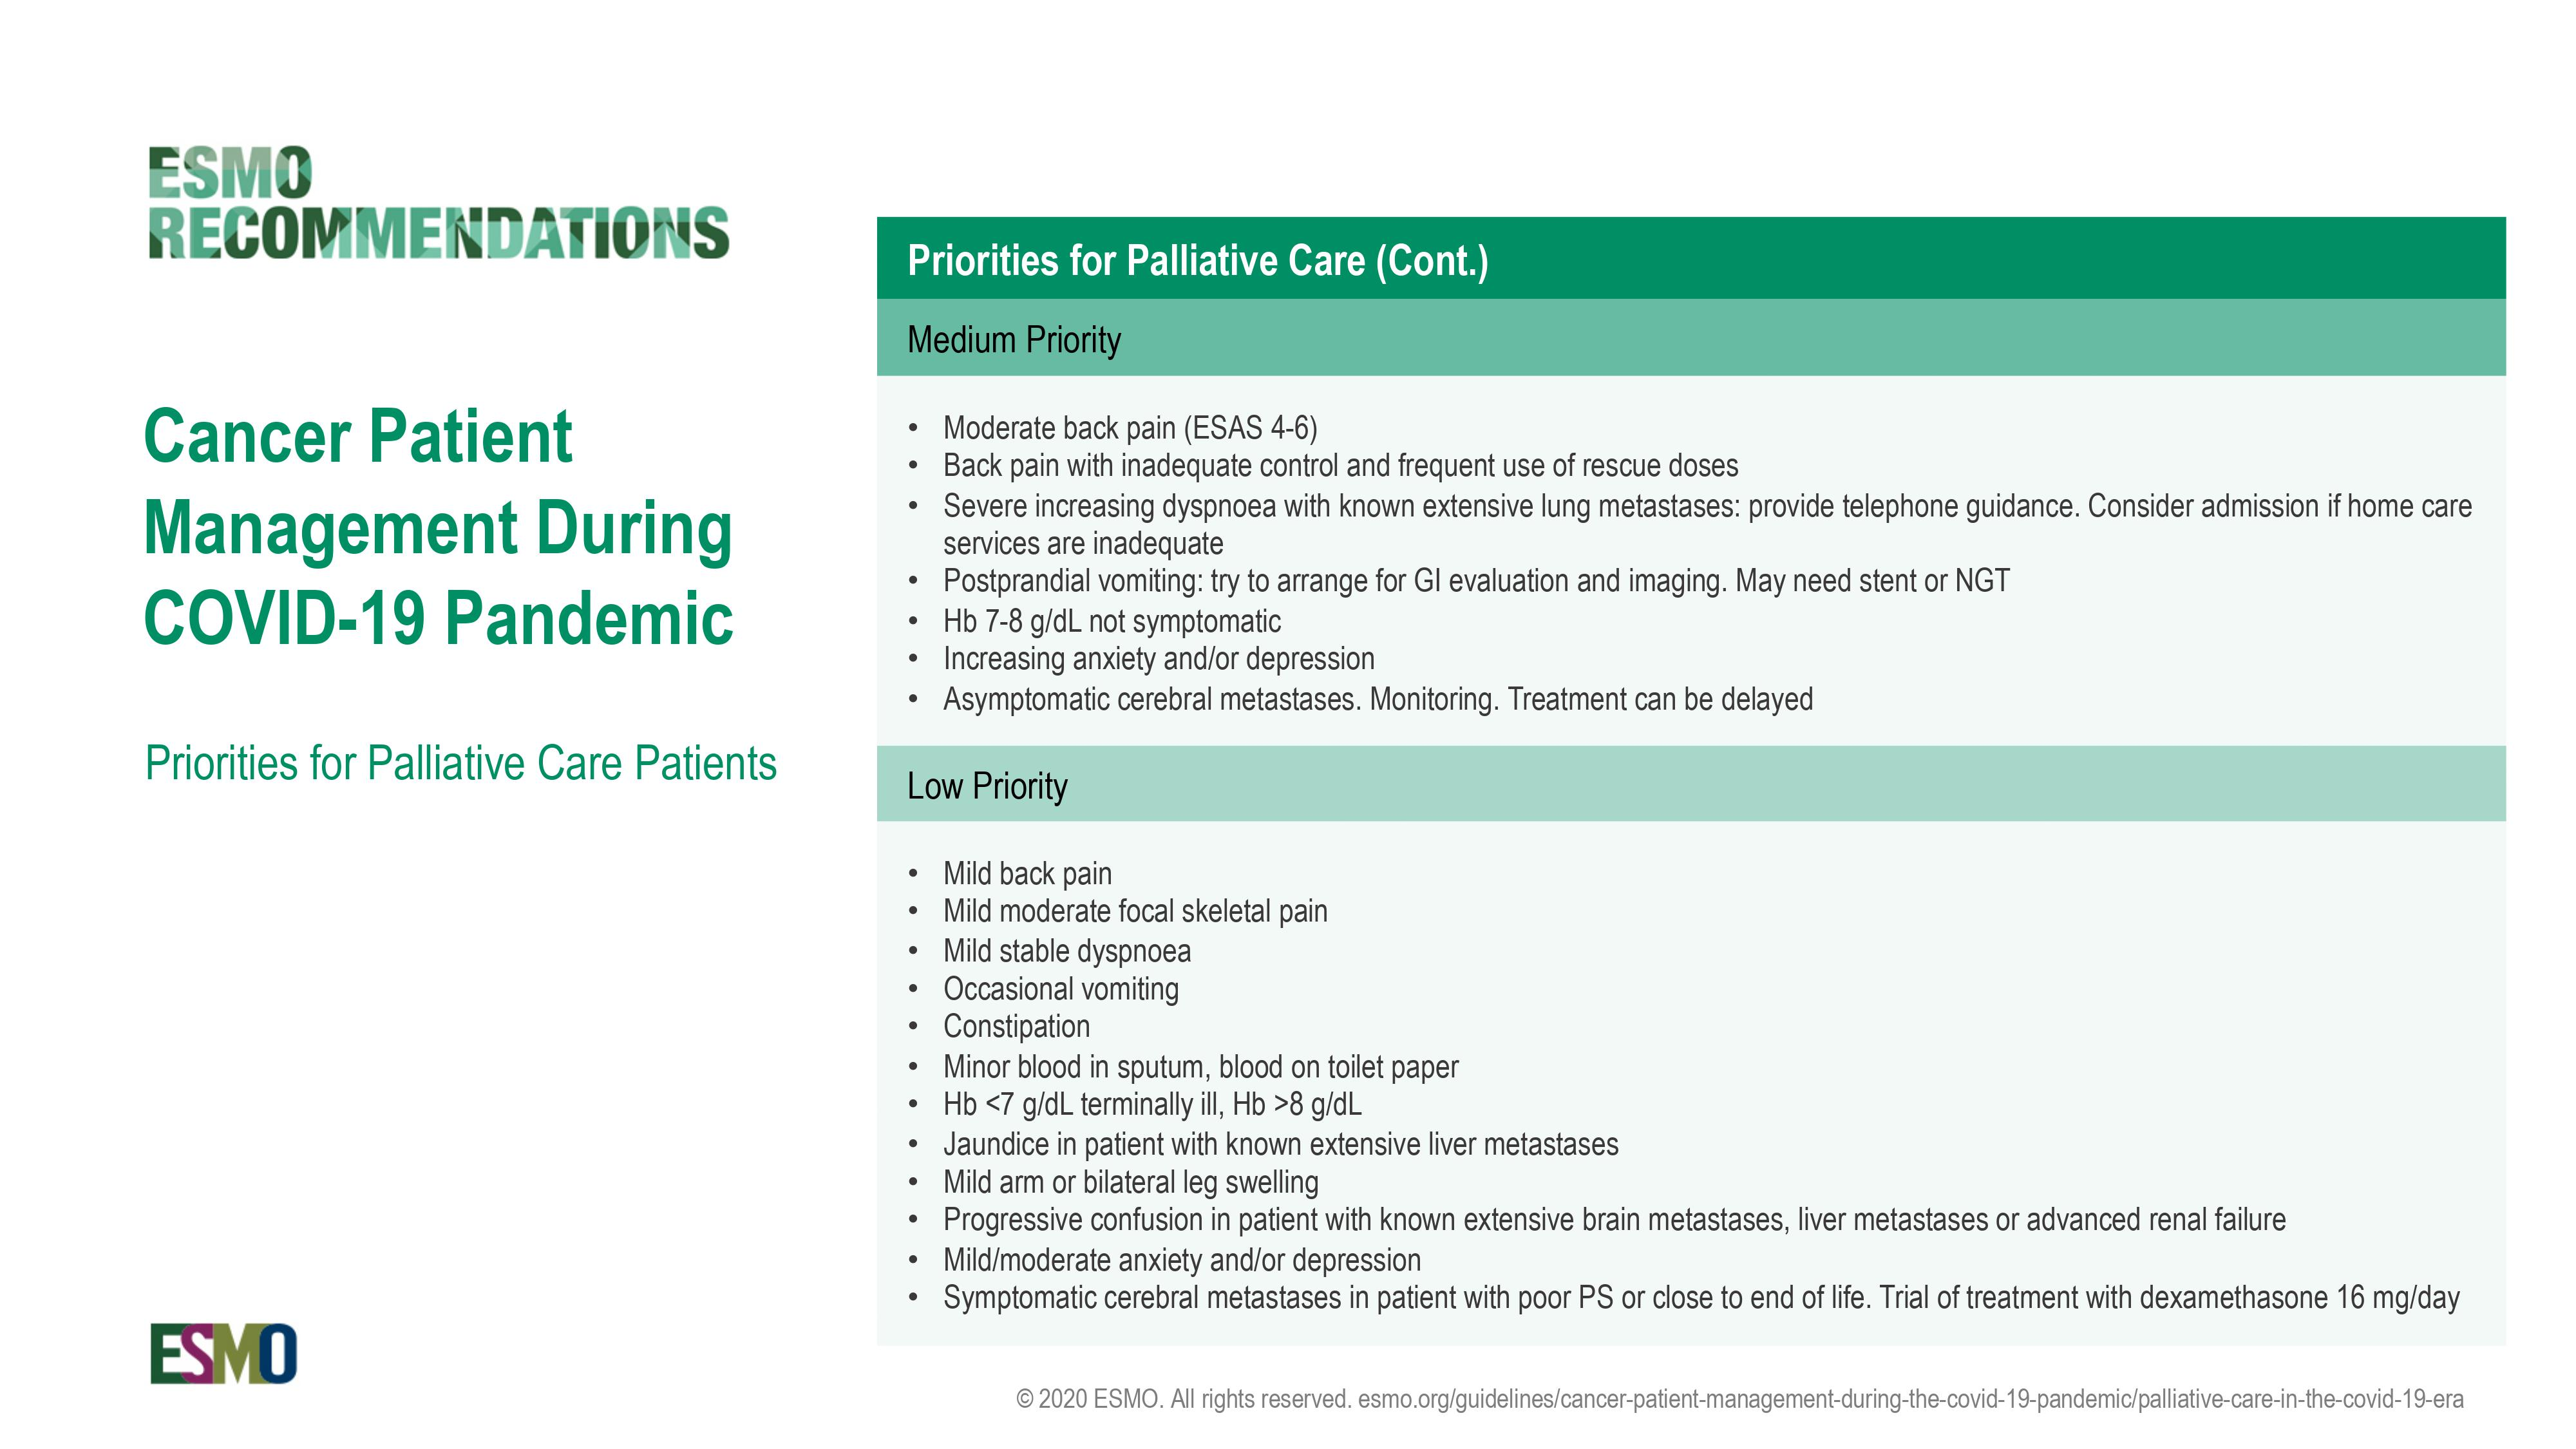 ESMO
RECOMMENDATIONS
Cancer Patient
Management During
COVID-19 Pandemic
Priorities for Palliative Care Patients
Priorities for Palliative Care (Cont.)
Medium Priority
• Moderate back pain (ESAS 4-6)
• Back pain with inadequate control and frequent use of rescue doses
• Severe increasing dyspnoea with known extensive lung metastases: provide telephone guidance. Consider admission if home care
services are inadequate
• Postprandial vomiting: try to arrange for GI evaluation and imaging. May need stent or NGT
• Hb 7-8 g/dL not symptomatic
• Increasing anxiety and/or depression
• Asymptomatic cerebral metastases. Monitoring. Treatment can be delayed
Low Priority
• Mild back pain
• Mild moderate focal skeletal pain
• Mild stable dyspnoea
• Occasional vomiting
• Constipation
• Minor blood in sputum, blood on toilet paper
• Hb <7 g/dL terminally ill, Hb >8 g/dL
• Jaundice in patient with known extensive liver metastases
• Mild arm or bilateral leg swelling
• Progressive confusion in patient with known extensive brain metastases, liver metastases or advanced renal failure
• Mild/moderate anxiety and/or depression
• Symptomatic cerebral metastases in patient with poor PS or close to end of life. Trial of treatment with dexamethasone 16 mg/day
ESMO
© 2020 ESMO. All rights reserved. esmo.org/guidelines/cancer-patient-management-during-the-covid-19-pandemic/palliative-care-in-the-covid-19-era